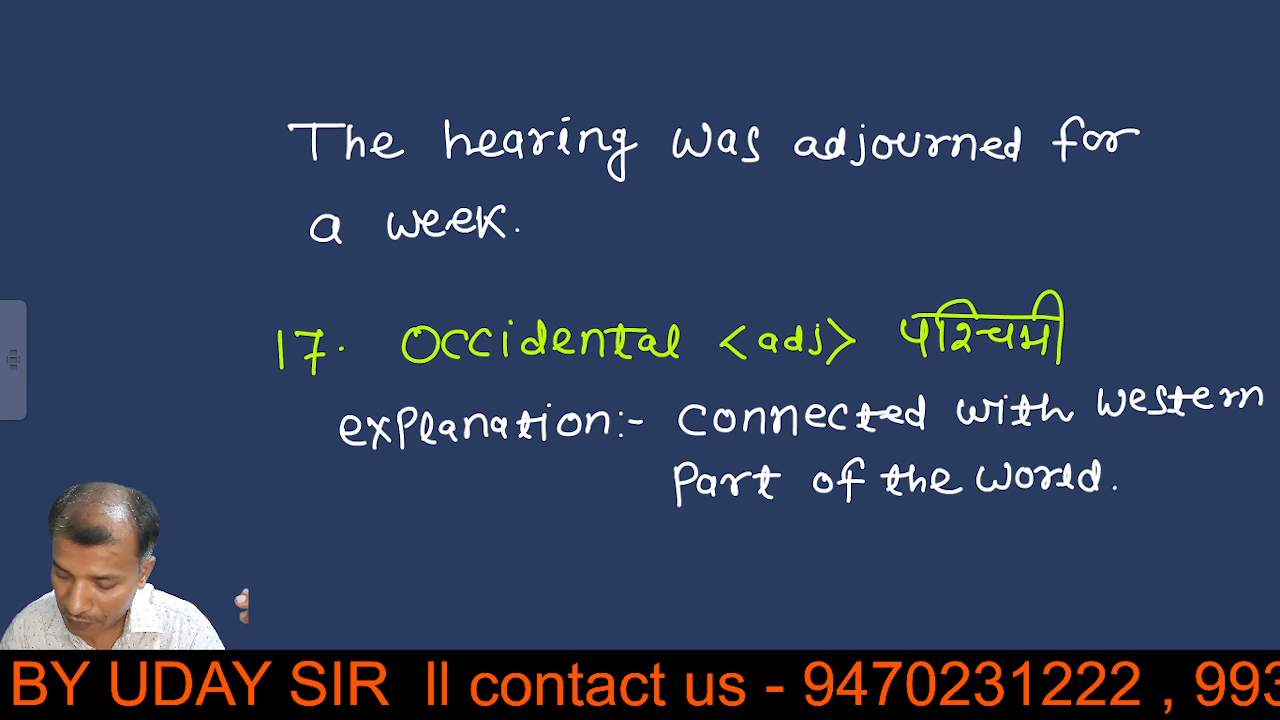 The hearing was adjourned for
a week.
17. Occidental <adj> पश्चिमी
explanation:- connected with western
Part of the world.
BY UDAY SIR ll contact us - 9470231222 , 993